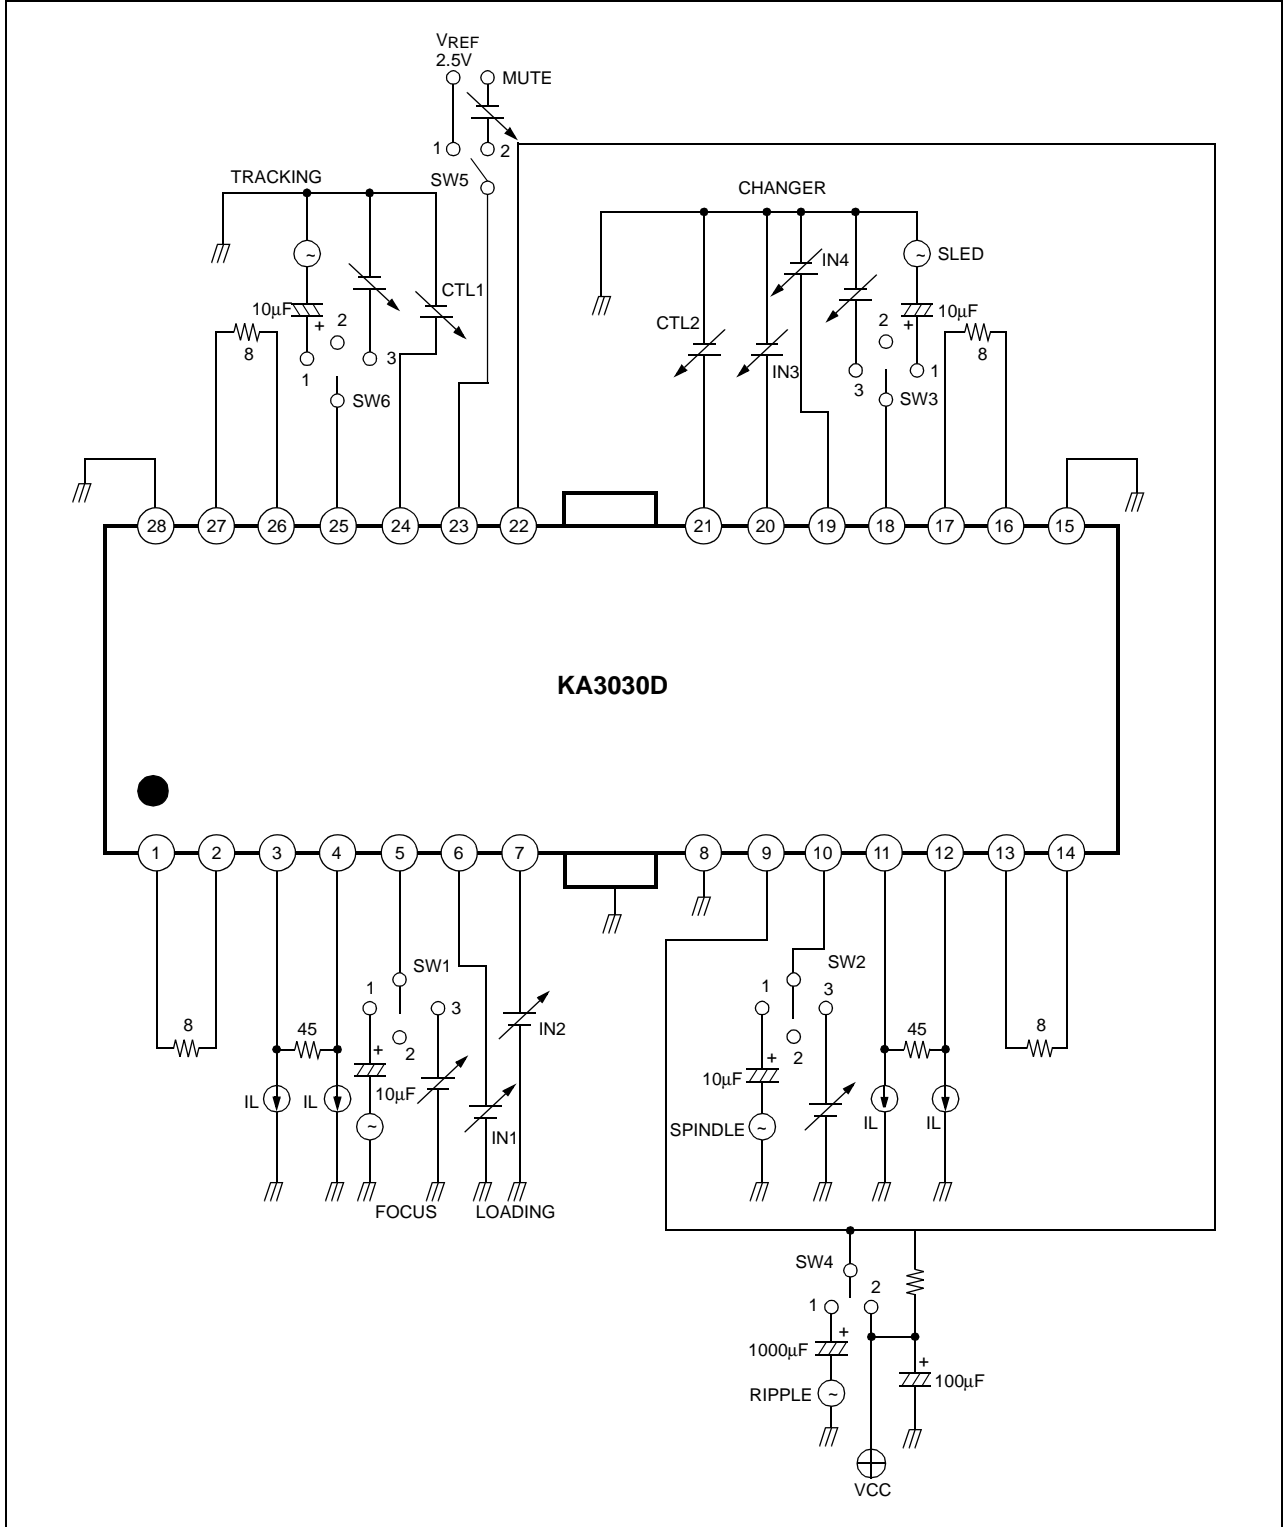 VREF
2.5V
MUTE
1
2
SW5
TRACKING
CHANGER
CTL1
IN4
SLED
10µF
+
2
CTL2
2
+
10µF
8
1
3
IN3
3
1
8
SW6
SW3
28
27
26
25
24
23
22
21
20
19
18
17
16
15
KA3030D
1
2
3
4
5
6
7
8
9
10
11
12
13
14
SW1
SW2
1
3
1
3
8
45
+
2
IN2
+
2
45
8
10µF
10µF
IL
IL
IN1
SPINDLE
IL
IL
FOCUS
LOADING
SW4
1
2
+
1000µF
+
100µF
RIPPLE
VCC